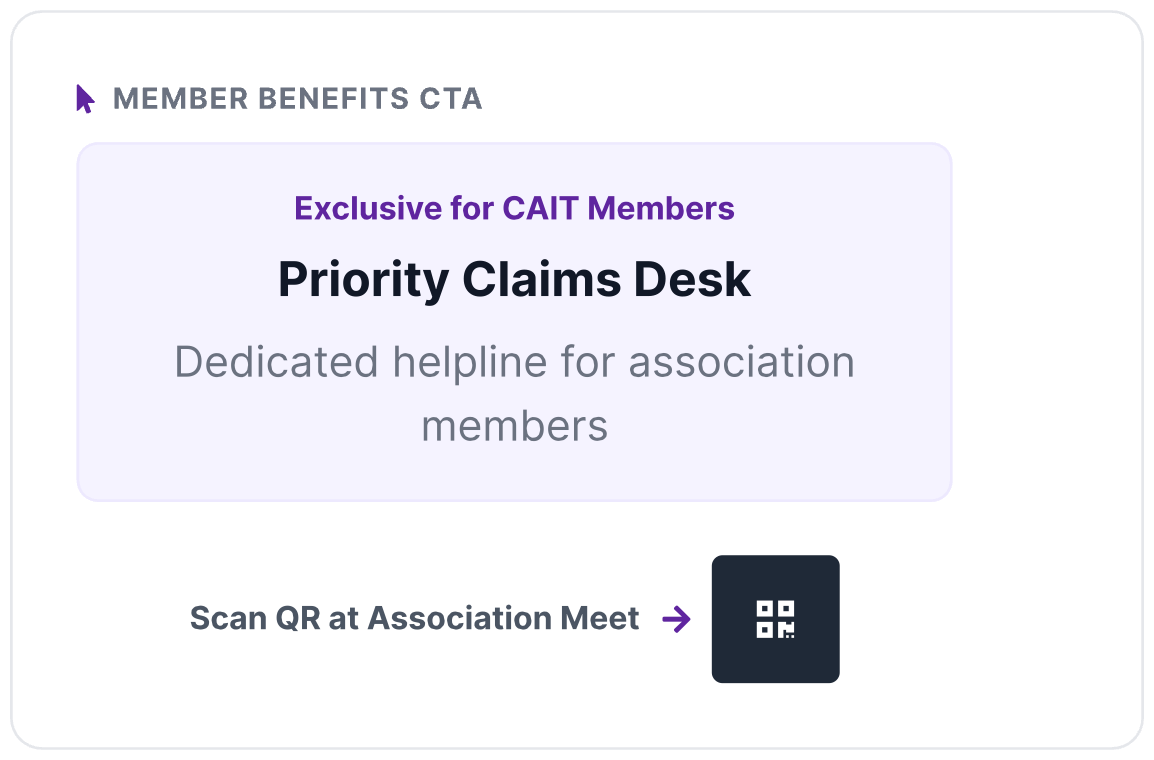 MEMBER BENEFITS CTA
Exclusive for CAIT Members
Priority Claims Desk
Dedicated helpline for association
members
Scan QR at Association Meet